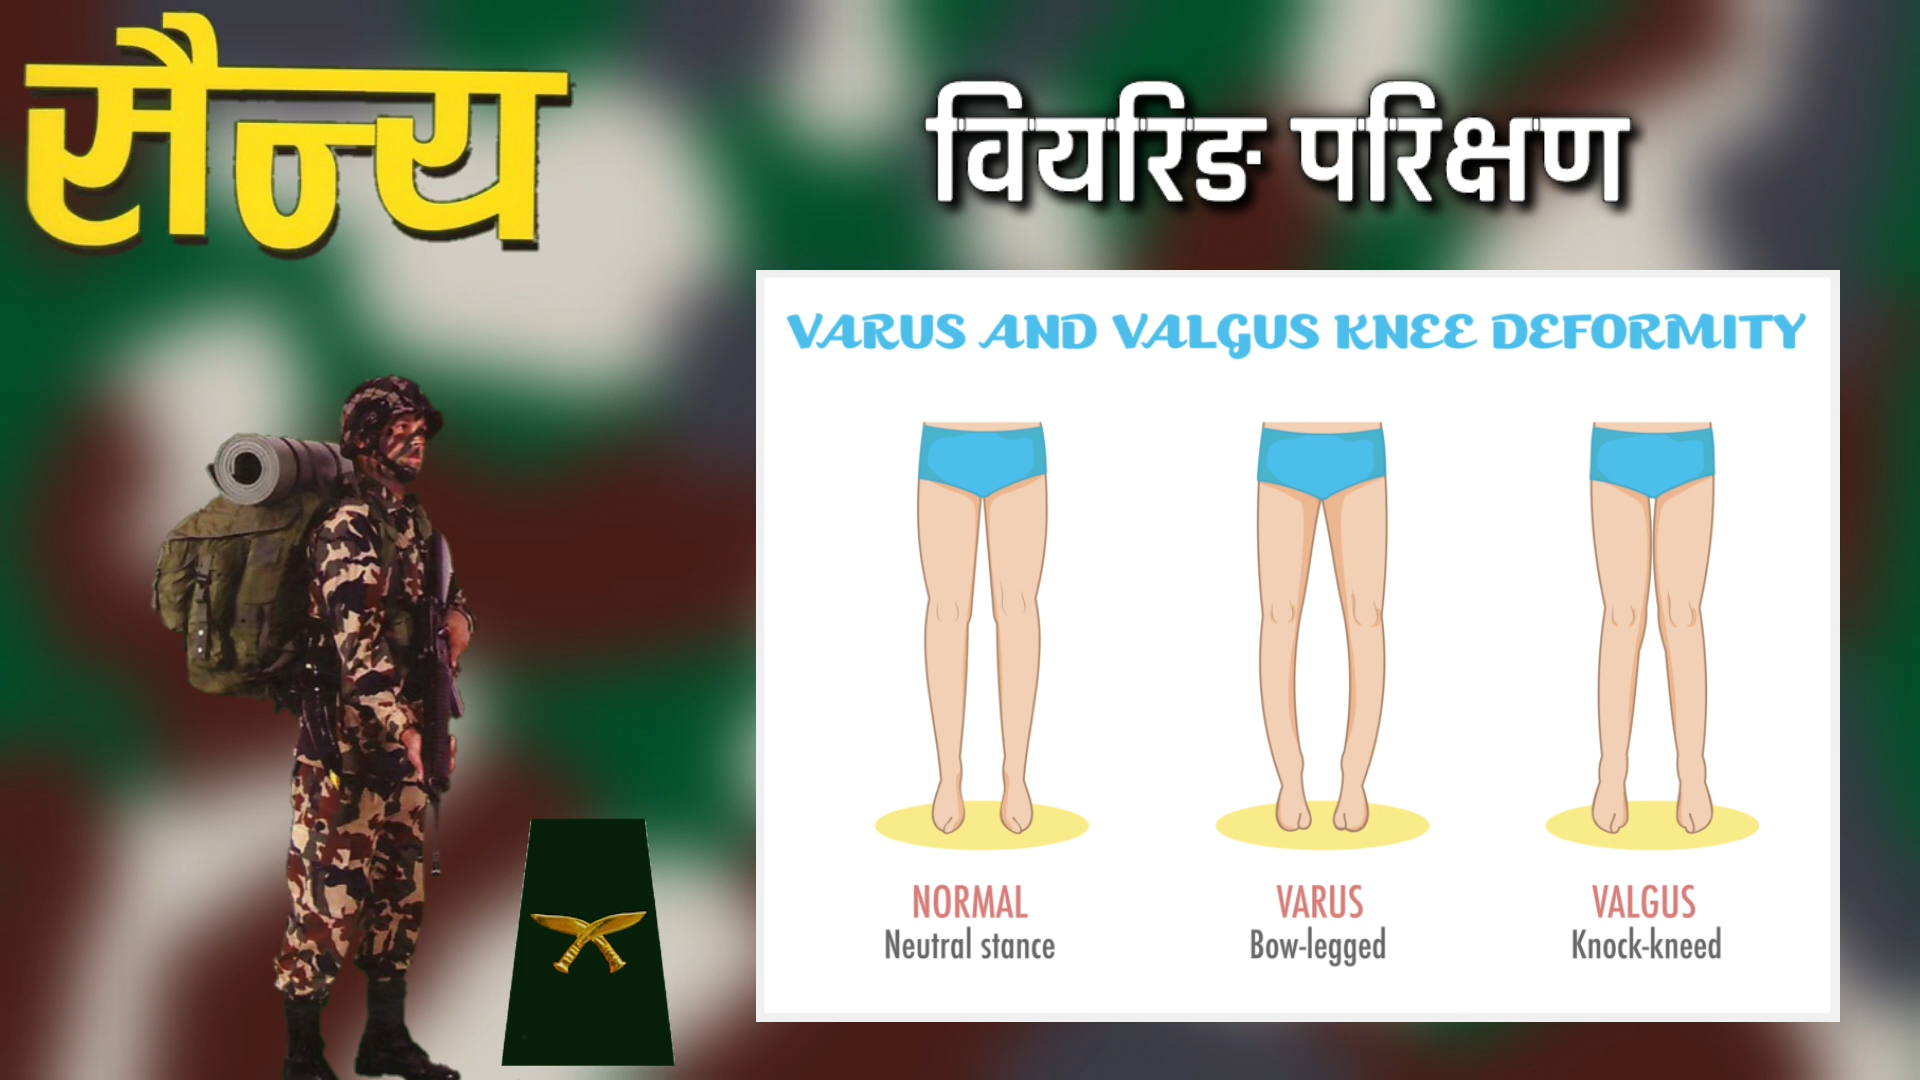 सैन्य
वियरिङ परिक्षण
VARUS AND VALGUS KNEE DEFORMITY
NORMAL
Neutral stance
VARUS
Bow-legged
VALGUS
Knock-kneed